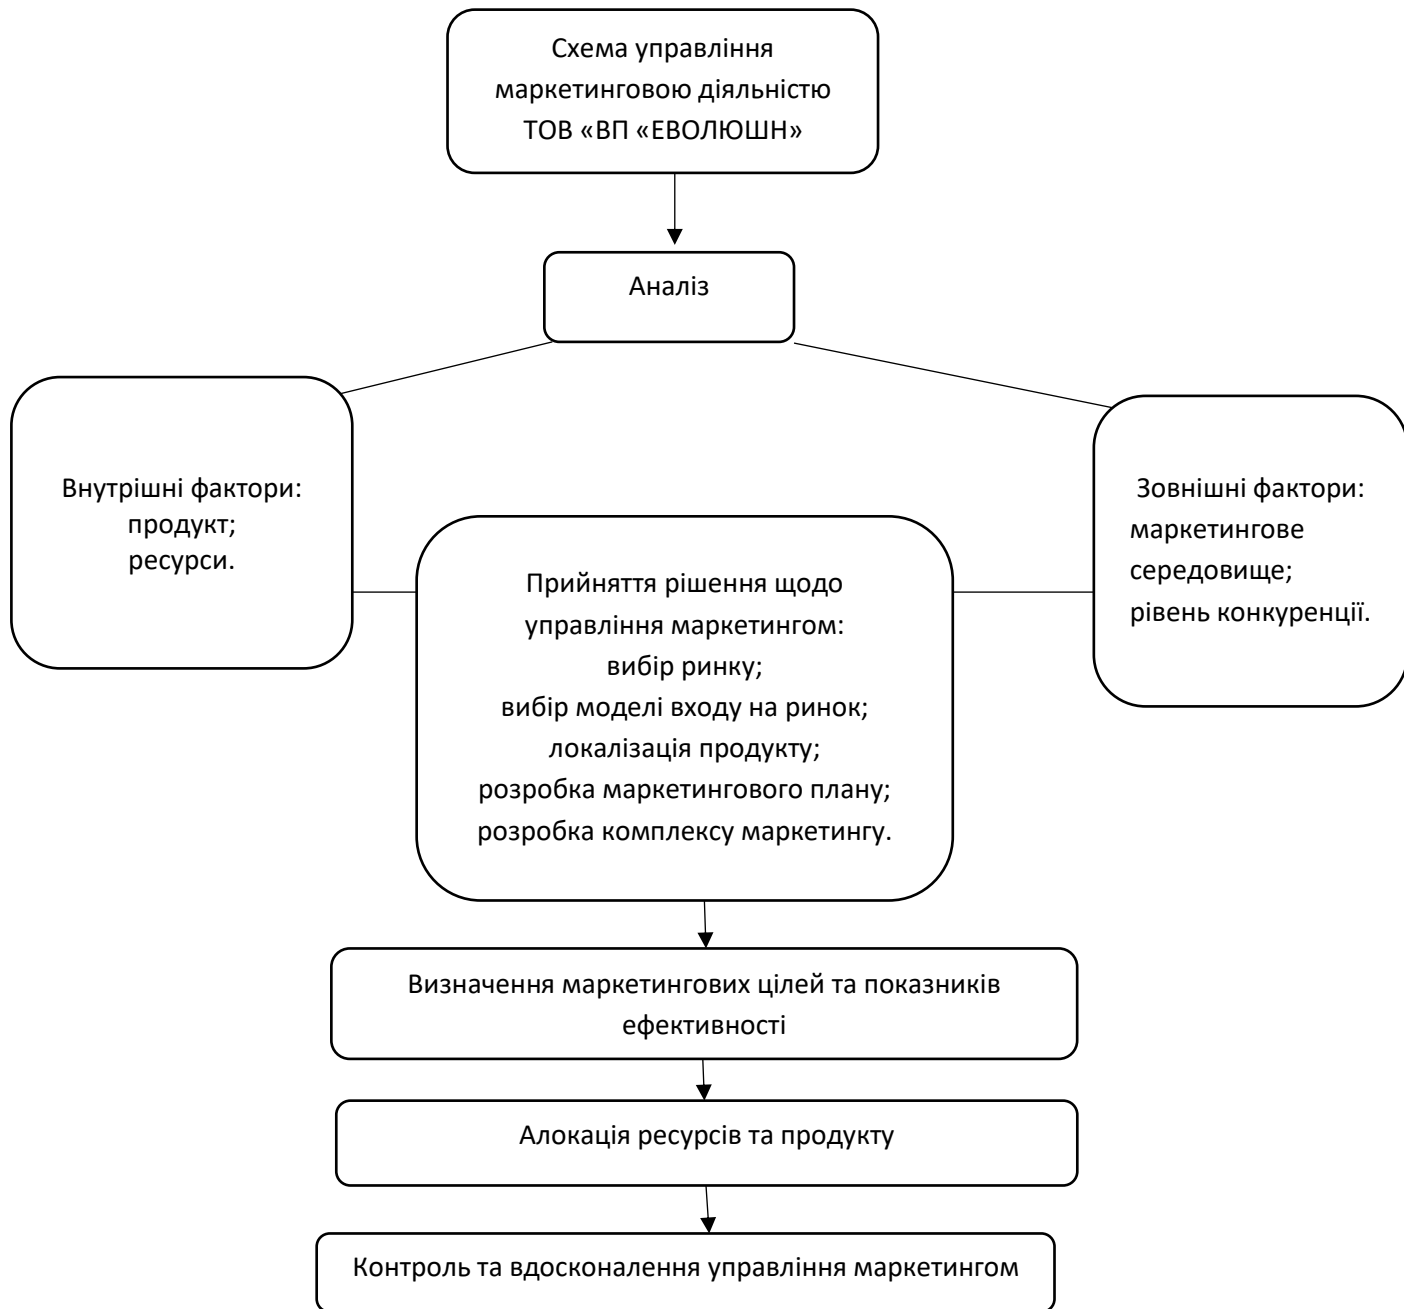 Схема управління
маркетинговою діяльністю
ТОВ «ВП «ЕВОЛЮШН»
Аналіз
Внутрішні фактори:
продукт;
ресурси.
Зовнішні фактори:
маркетингове
середовище;
рівень конкуренції.
Прийняття рішення щодо
управління маркетингом:
вибір ринку;
вибір моделі входу на ринок;
локалізація продукту;
розробка маркетингового плану;
розробка комплексу маркетингу.
Визначення маркетингових цілей та показників
ефективності
Алокація ресурсів та продукту
Контроль та вдосконалення управління маркетингом